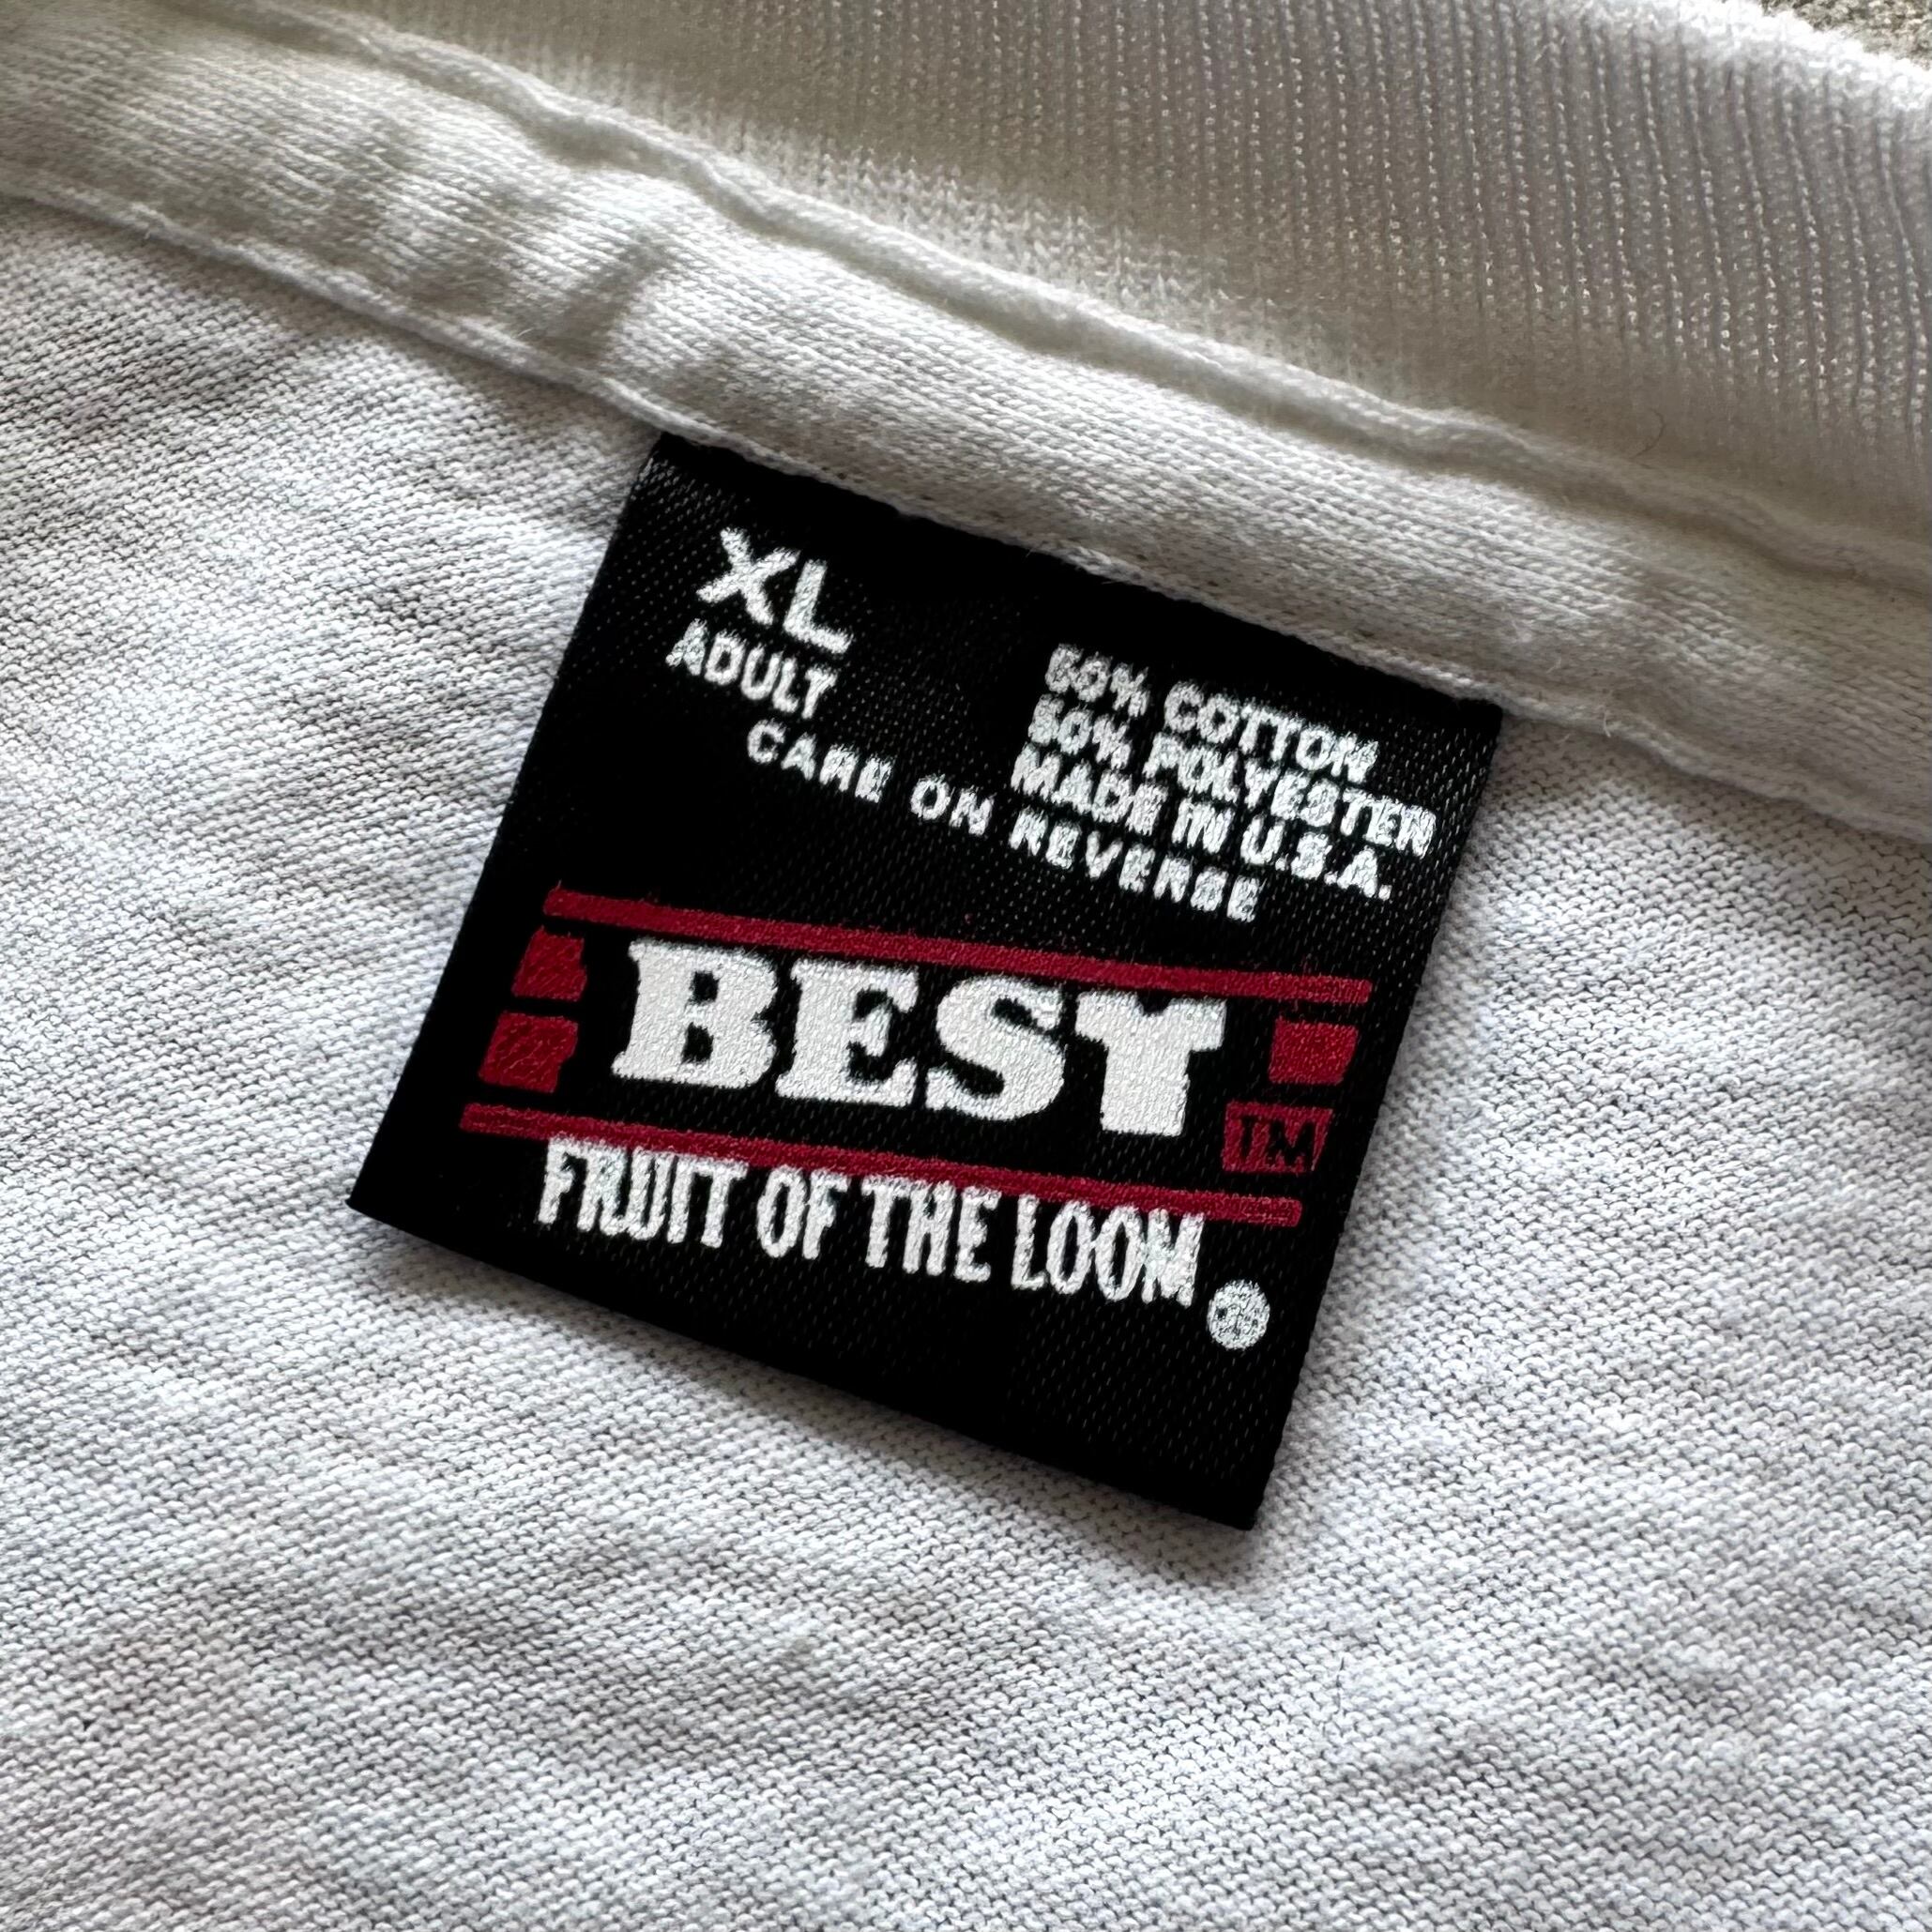 XL
ADULT
50% COTTON
50% POLYESTER
MADE IN U.S.A.
CARE ON REVERSE
BEST
TM
FRUIT OF THE LOOM
®